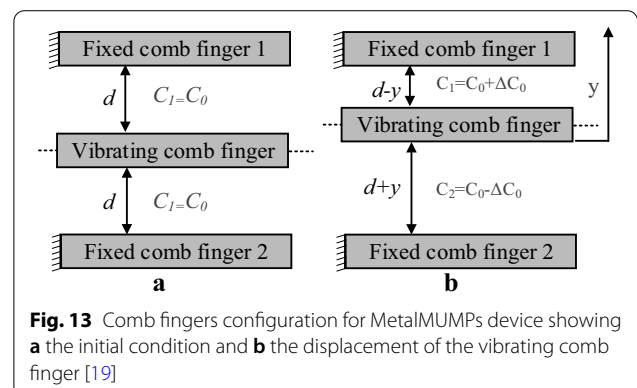 Fixed comb finger 1
d
C1=C0
Vibrating comb finger
d
C1=C0
Fixed comb finger 2
a
Fixed comb finger 1
d-y
C1=C0+ΔC0
y
Vibrating comb finger
d+y
C2=C0-ΔC0
Fixed comb finger 2
b
Fig. 13 Comb fingers configuration for MetalMUMPs device showing
a the initial condition and b the displacement of the vibrating comb
finger [19]